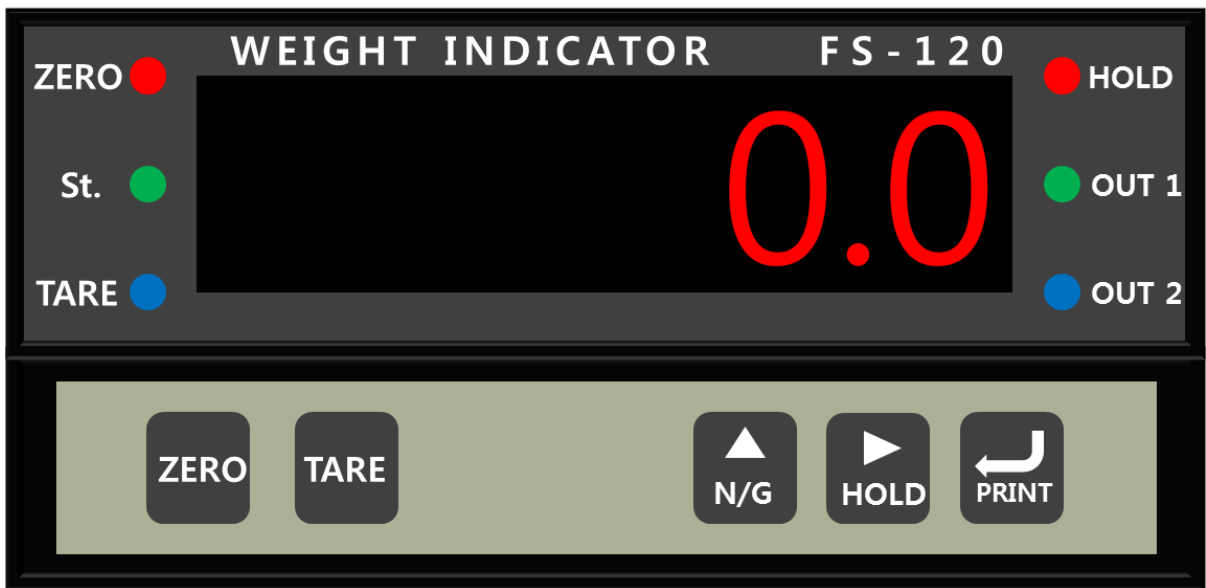 WEIGHT INDICATOR FS-120
ZERO
HOLD
0.0
St.
OUT 1
TARE
OUT 2
ZERO
TARE
N/G
HOLD
PRINT